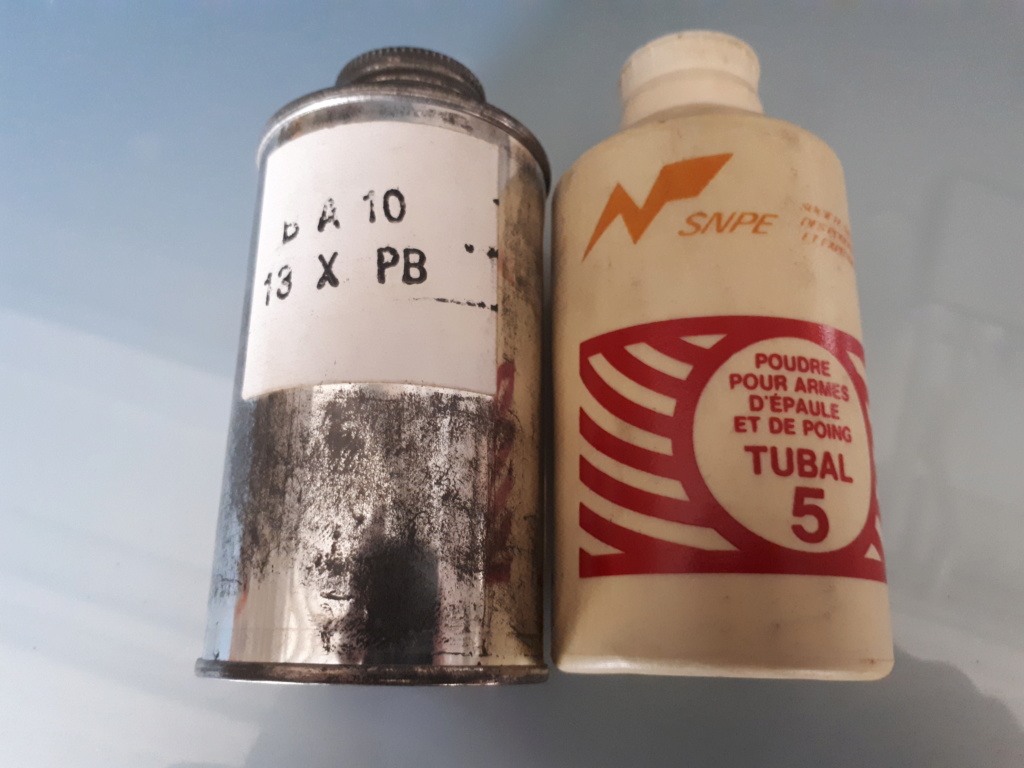 B A 10
13 X PB
SNPE
POUDRE
POUR ARMES
D'ÉPAULE
ET DE POING
TUBAL
5